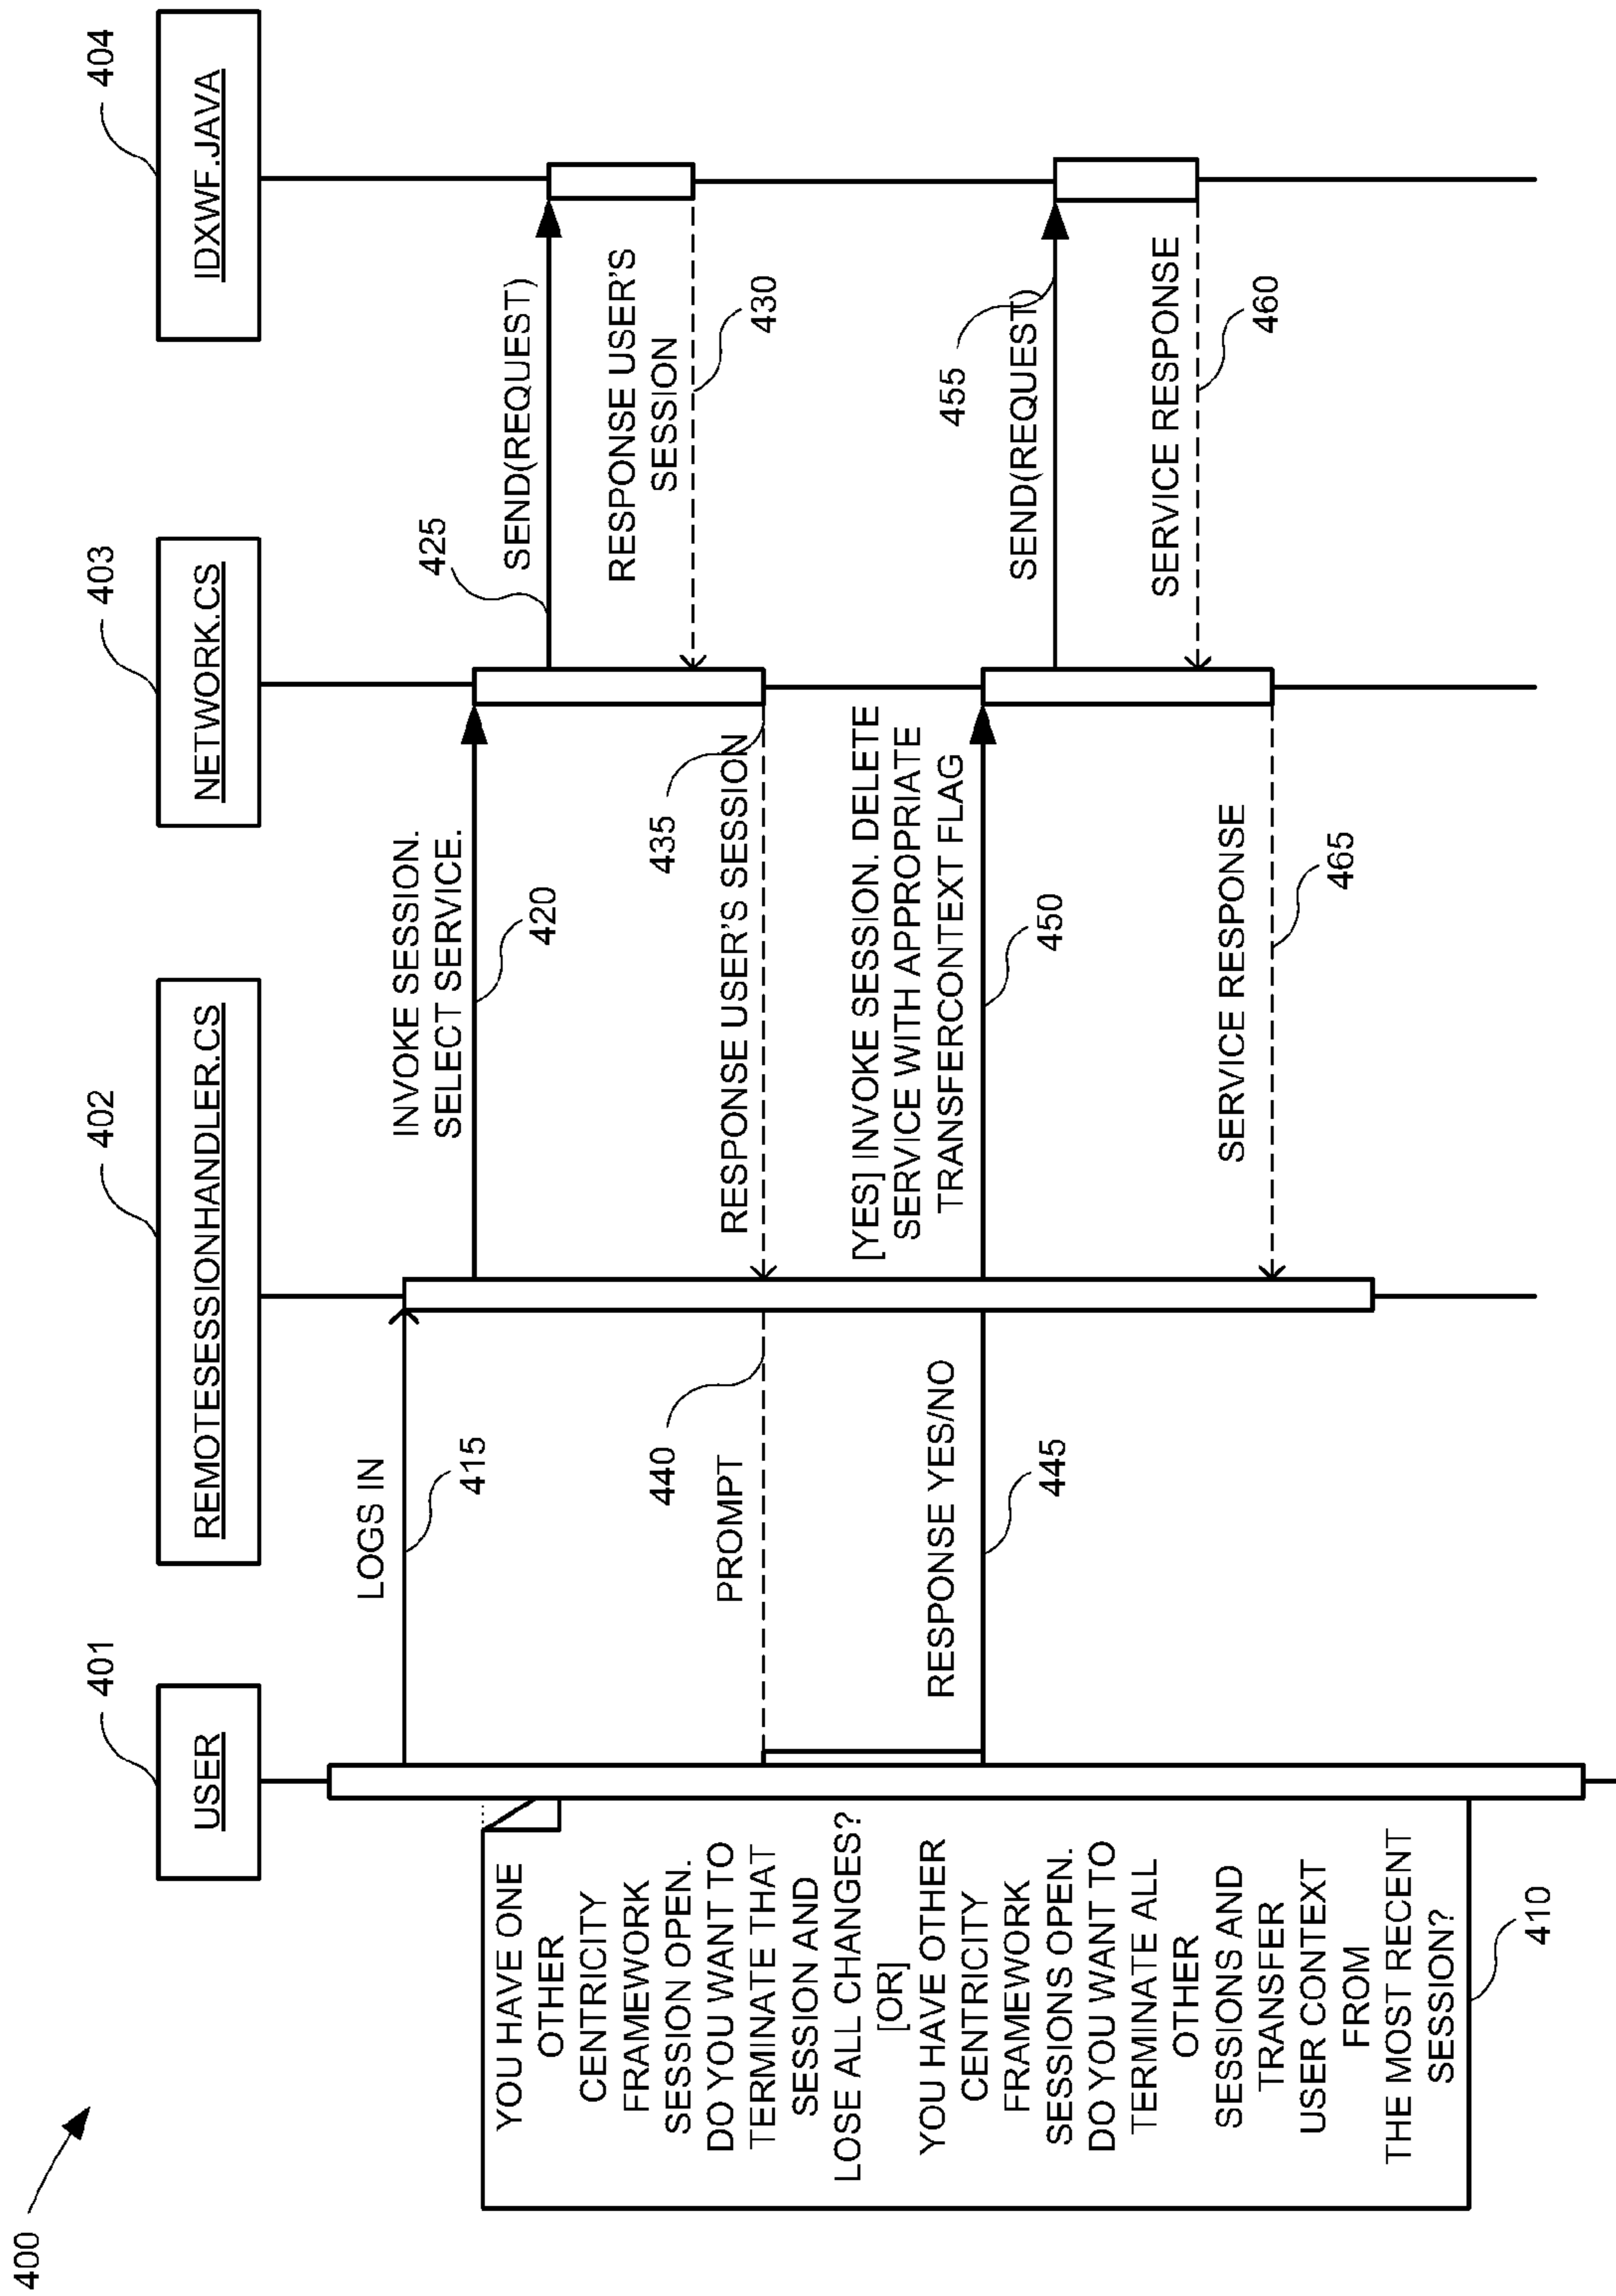 400
401
USER
402
REMOTESESSIONHANDLER.CS
403
NETWORK.CS
404
IDXWF.JAVA
LOGS IN
415
INVOKE SESSION.
SELECT SERVICE.
420
425
SEND(REQUEST)
RESPONSE USER'S
SESSION
430
435
RESPONSE USER'S SESSION
440
PROMPT
RESPONSE YES/NO
445
[YES] INVOKE SESSION. DELETE
SERVICE WITH APPROPRIATE
TRANSFERCONTEXT FLAG
450
455
SEND(REQUEST)
SERVICE RESPONSE
460
SERVICE RESPONSE
465
YOU HAVE ONE
OTHER
CENTRICITY
FRAMEWORK
SESSION OPEN.
DO YOU WANT TO
TERMINATE THAT
SESSION AND
LOSE ALL CHANGES?
[OR]
YOU HAVE OTHER
CENTRICITY
FRAMEWORK
SESSIONS OPEN.
DO YOU WANT TO
TERMINATE ALL
OTHER
SESSIONS AND
TRANSFER
USER CONTEXT
FROM
THE MOST RECENT
SESSION?
410